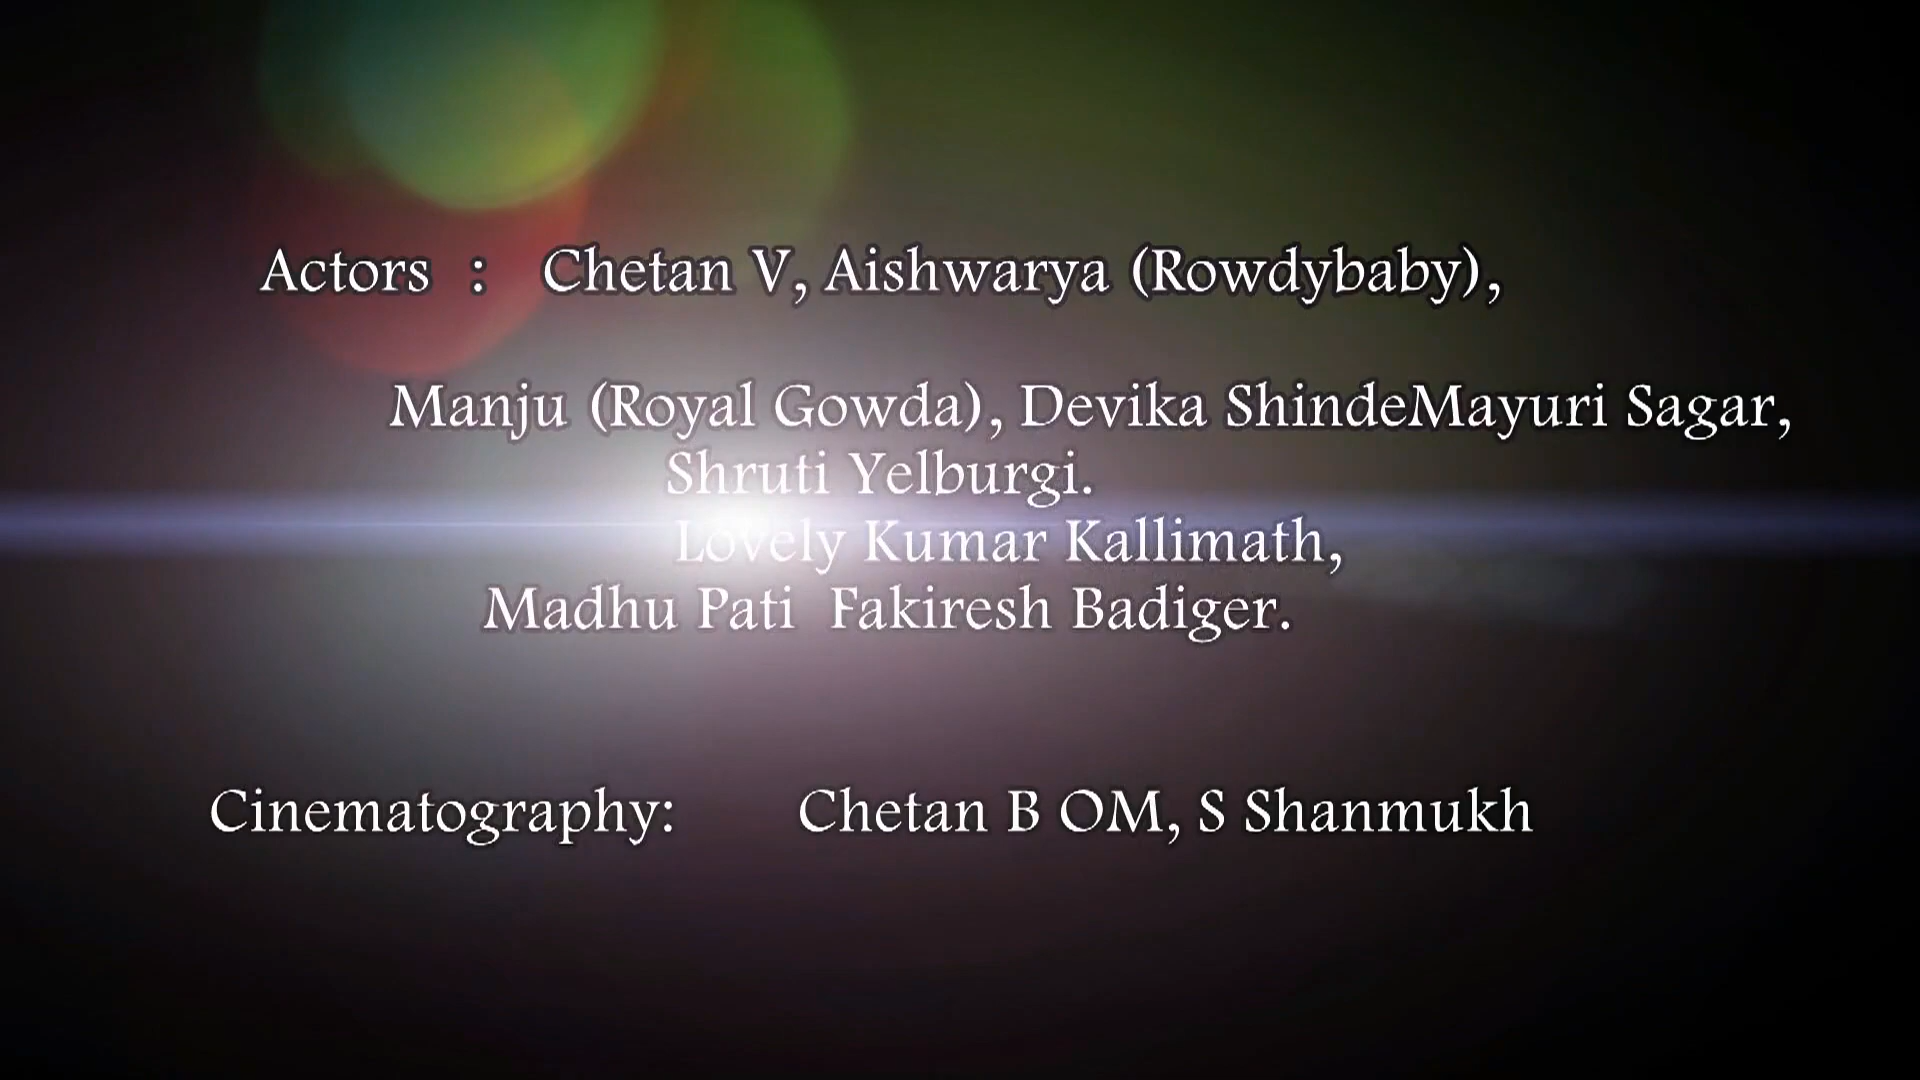 Actors : Chetan V, Aishwarya (Rowdybaby),
Manju (Royal Gowda), Devika ShindeMayuri Sagar,
Shruti Yelburgi.
Lovely Kumar Kallimath,
Madhu Pati Fakiresh Badiger.
Cinematography: Chetan B OM, S Shanmukh